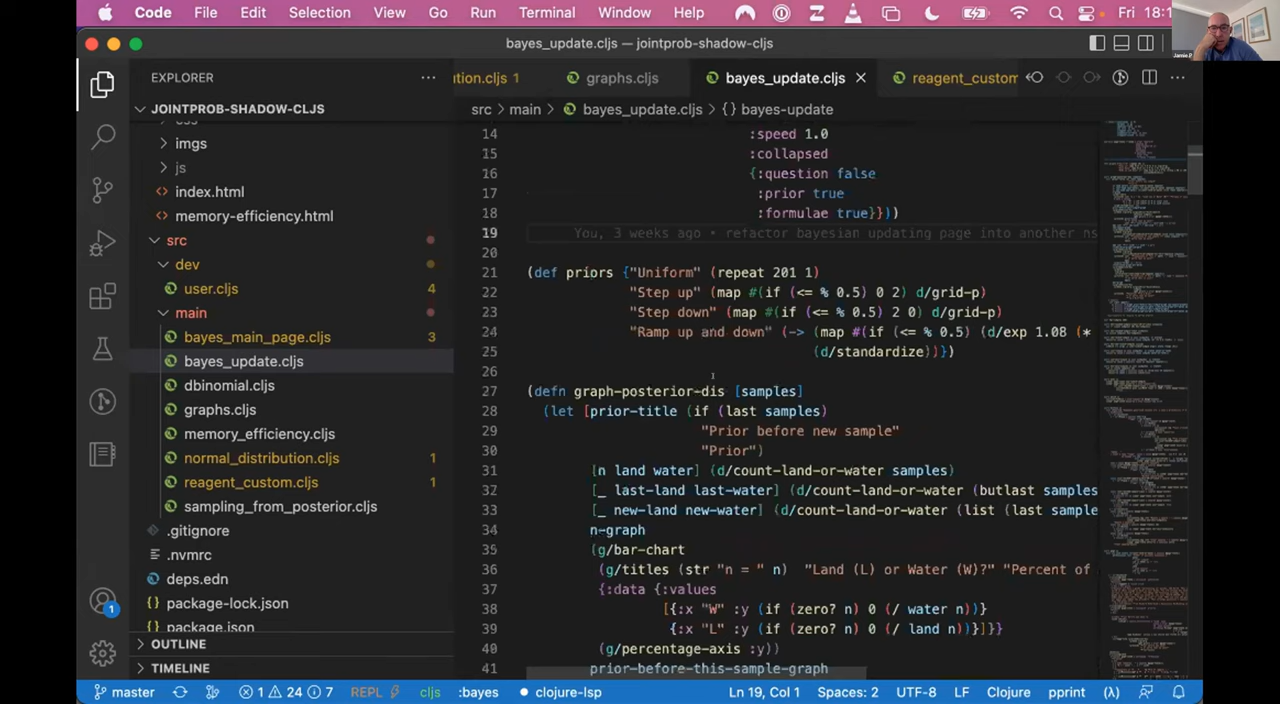 Code File Edit Selection View Go Run Terminal Window Help Fri 18:1
bayes_update.cljs — jointprob-shadow-cljs
Jamie P
EXPLORER
JOINTPROB-SHADOW-CLJS
imgs
js
index.html
memory-efficiency.html
src
dev
user.cljs 4
main
bayes_main_page.cljs 3
bayes_update.cljs
dbinomial.cljs
graphs.cljs
memory_efficiency.cljs
normal_distribution.cljs 1
reagent_custom.cljs 1
sampling_from_posterior.cljs
.gitignore
.nvmrc
deps.edn
package-lock.json
package.json
OUTLINE
TIMELINE
ution.cljs 1 graphs.cljs bayes_update.cljs reagent_custom
src > main > bayes_update.cljs > {} bayes-update
14 :speed 1.0
15 :collapsed
16 {:question false
17 :prior true
18 :formulae true}}))
19 You, 3 weeks ago • refactor bayesian updating page into another ns
20
21 (def priors {"Uniform" (repeat 201 1)
22 "Step up" (map #(if (<= % 0.5) 0 2) d/grid-p)
23 "Step down" (map #(if (<= % 0.5) 2 0) d/grid-p)
24 "Ramp up and down" (-> (map #(if (<= % 0.5) (d/exp 1.08 (*
25 (d/standardize))})
26
27 (defn graph-posterior-dis [samples]
28 (let [prior-title (if (last samples)
29 "Prior before new sample"
30 "Prior")
31 [n land water] (d/count-land-or-water samples)
32 [_ last-land last-water] (d/count-land-or-water (butlast samples
33 [_ new-land new-water] (d/count-land-or-water (list (last sample
34 n-graph
35 (g/bar-chart
36 (g/titles (str "n = " n) "Land (L) or Water (W)?" "Percent of
37 {:data {:values
38 [{:x "W" :y (if (zero? n) 0 (/ water n))}
39 {:x "L" :y (if (zero? n) 0 (/ land n))}]}}
40 (g/percentage-axis :y))
41 prior-before-this-sample-graph
1
master 1 24 7 REPL cljs :bayes clojure-lsp Ln 19, Col 1 Spaces: 2 UTF-8 LF Clojure pprint (λ)